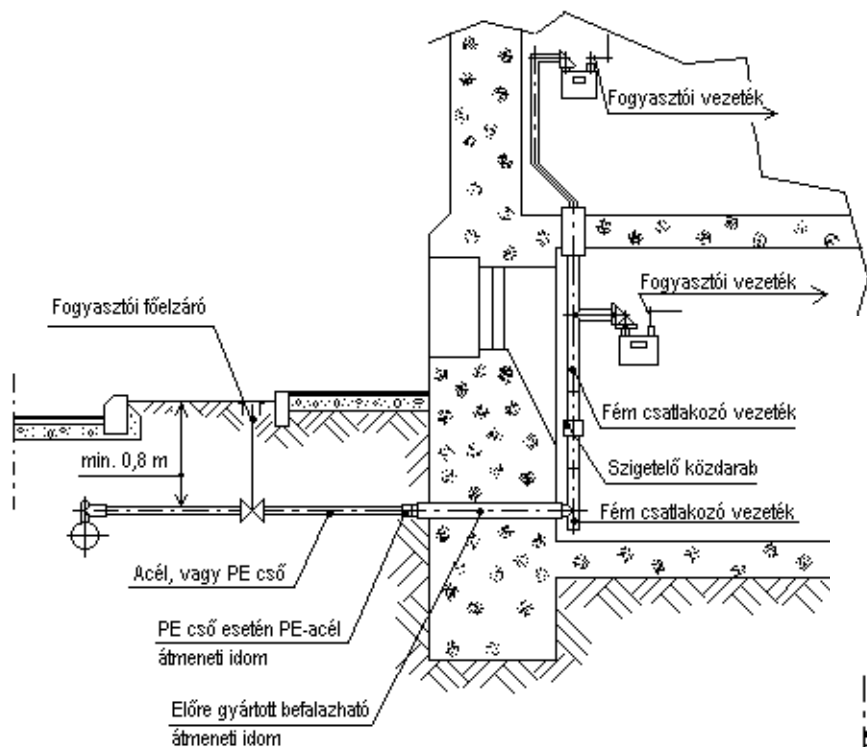 Fogyasztói vezeték
Fogyasztói vezeték
Fogyasztói főelzáró
Fém csatlakozó vezeték
min. 0,8 m
Szigetelő közdarab
Fém csatlakozó vezeték
Acél, vagy PE cső
PE cső esetén PE-acél
átmeneti idom
Előre gyártott befalazható
átmeneti idom